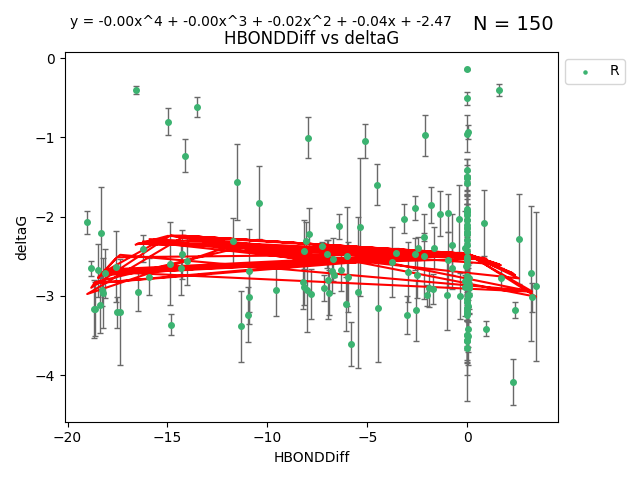 y = -0.00x^4 + -0.00x^3 + -0.02x^2 + -0.04x + -2.47 N = 150
HBONDDiff vs deltaG
R
0
−1
−2
−3
−4
deltaG
−20 −15 −10 −5 0
HBONDDiff